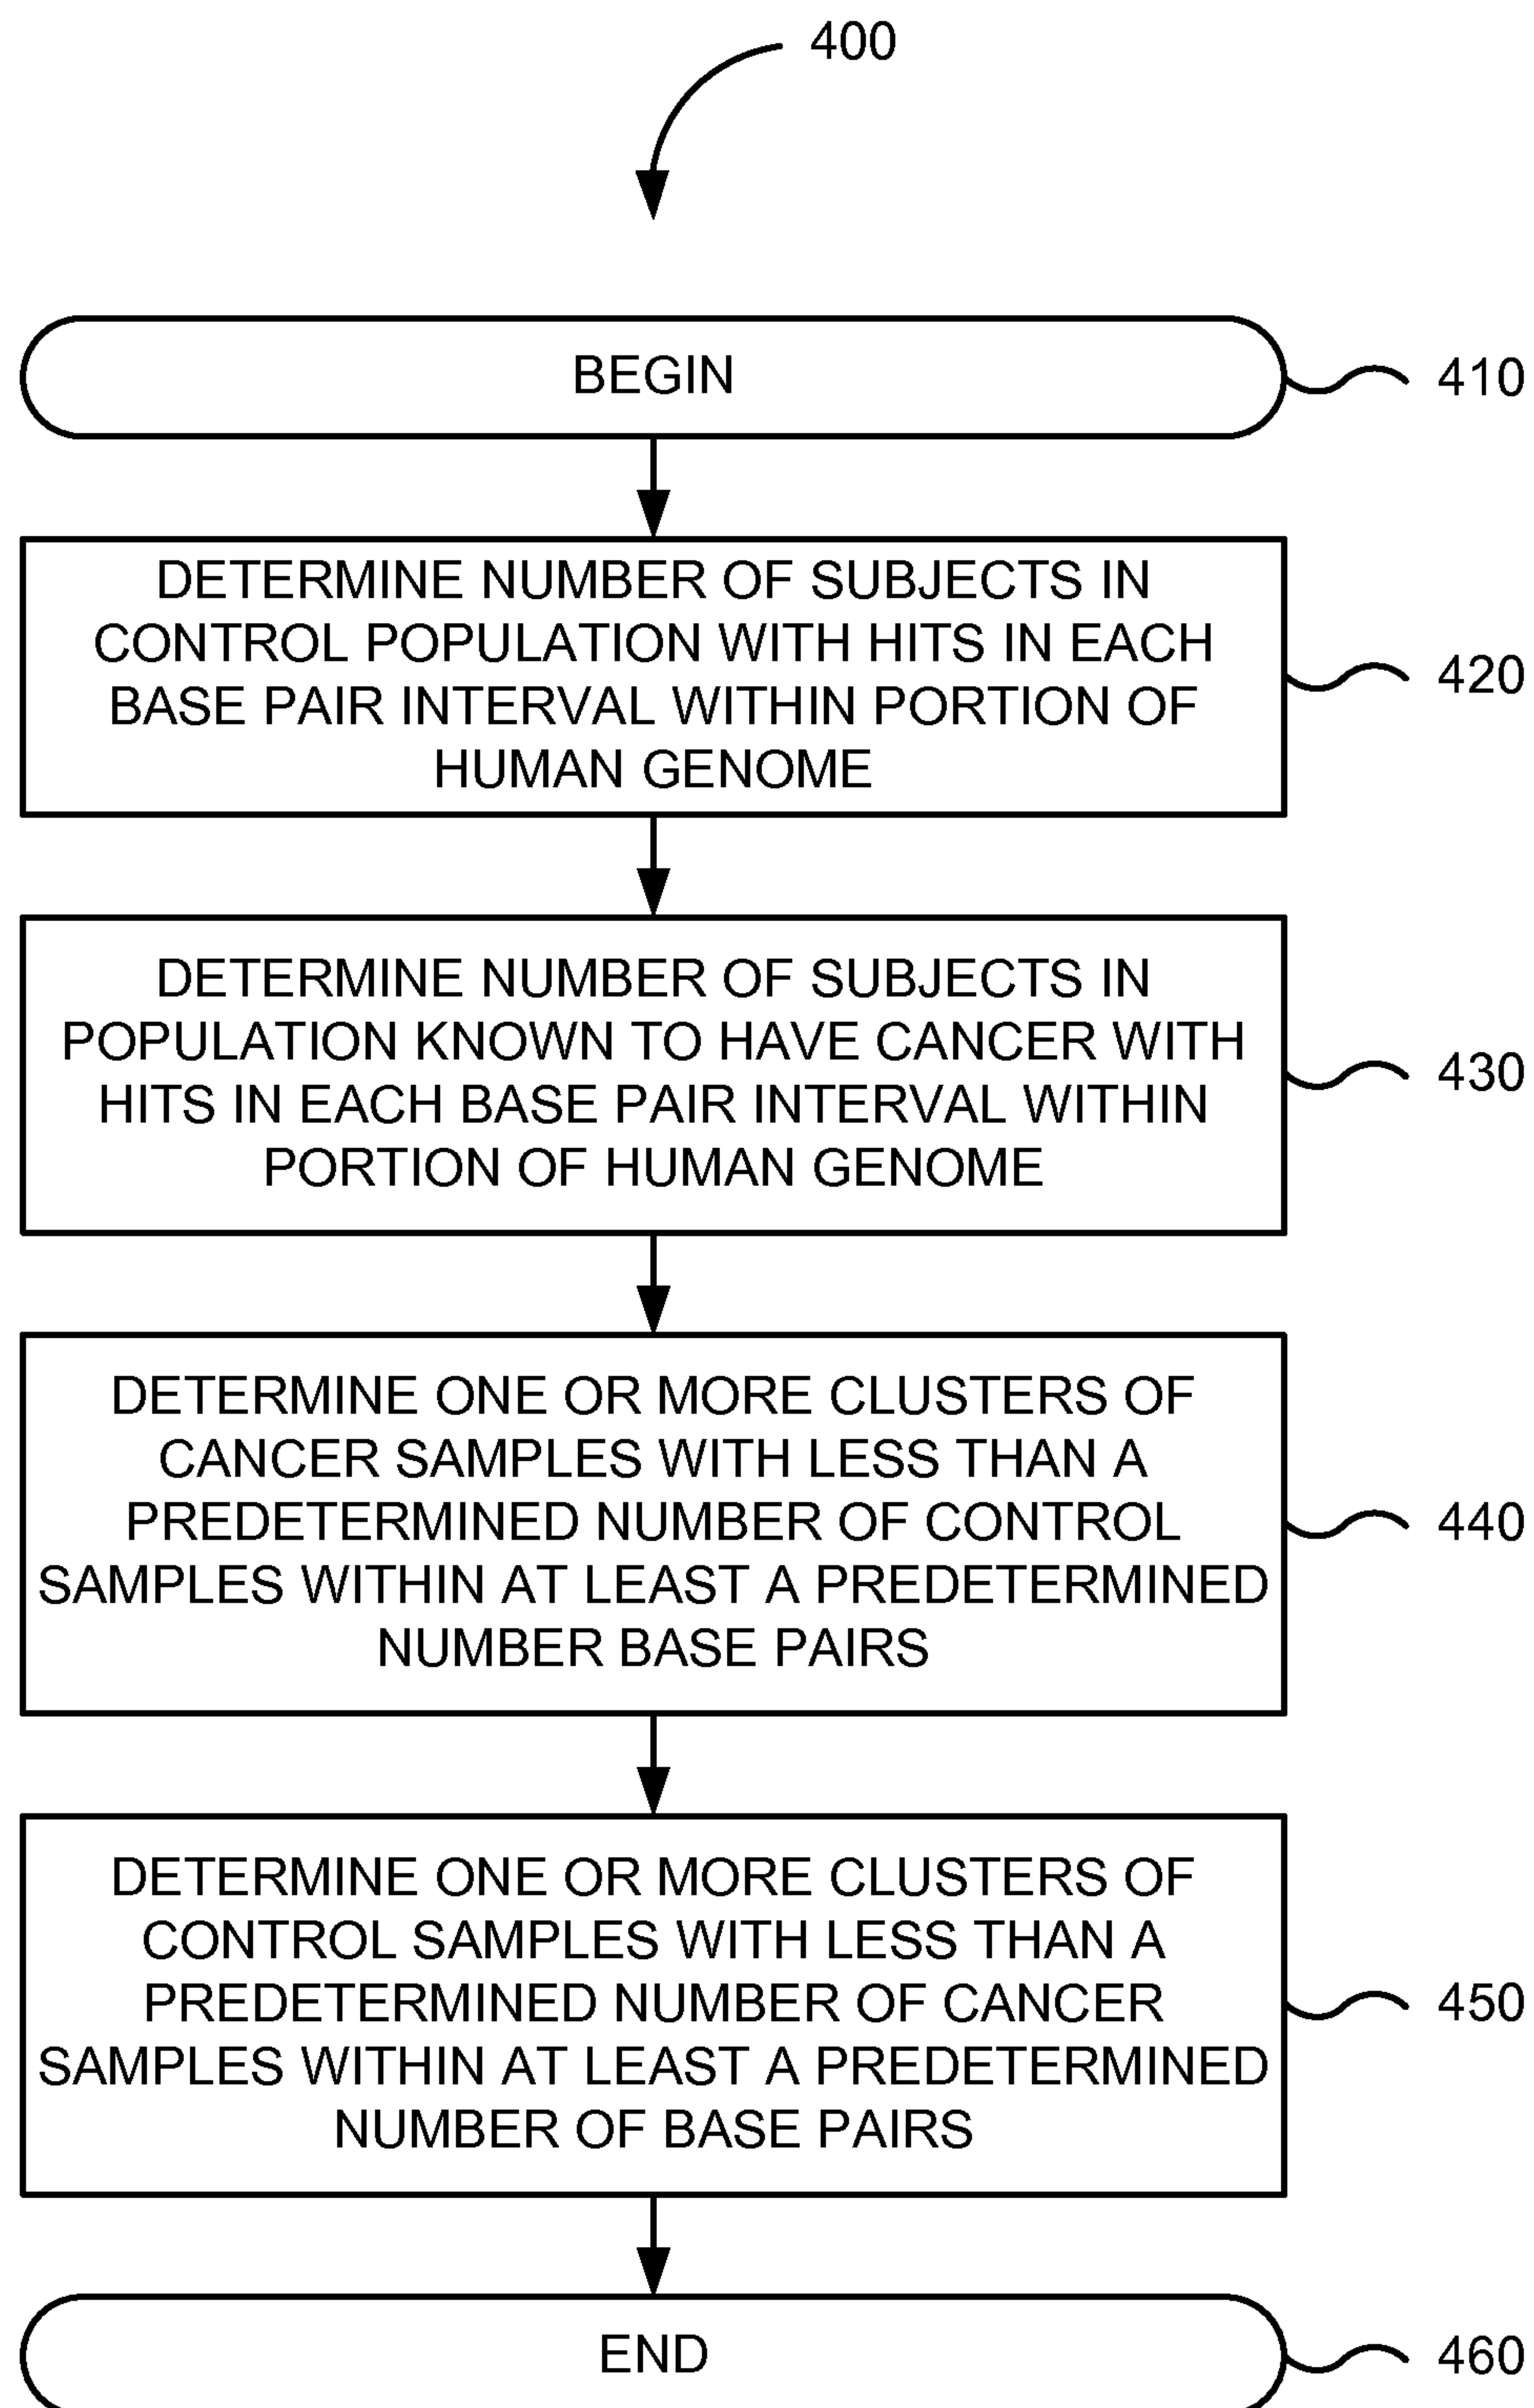 400
BEGIN
410
DETERMINE NUMBER OF SUBJECTS IN
CONTROL POPULATION WITH HITS IN EACH
BASE PAIR INTERVAL WITHIN PORTION OF
HUMAN GENOME
420
DETERMINE NUMBER OF SUBJECTS IN
POPULATION KNOWN TO HAVE CANCER WITH
HITS IN EACH BASE PAIR INTERVAL WITHIN
PORTION OF HUMAN GENOME
430
DETERMINE ONE OR MORE CLUSTERS OF
CANCER SAMPLES WITH LESS THAN A
PREDETERMINED NUMBER OF CONTROL
SAMPLES WITHIN AT LEAST A PREDETERMINED
NUMBER BASE PAIRS
440
DETERMINE ONE OR MORE CLUSTERS OF
CONTROL SAMPLES WITH LESS THAN A
PREDETERMINED NUMBER OF CANCER
SAMPLES WITHIN AT LEAST A PREDETERMINED
NUMBER OF BASE PAIRS
450
END
460